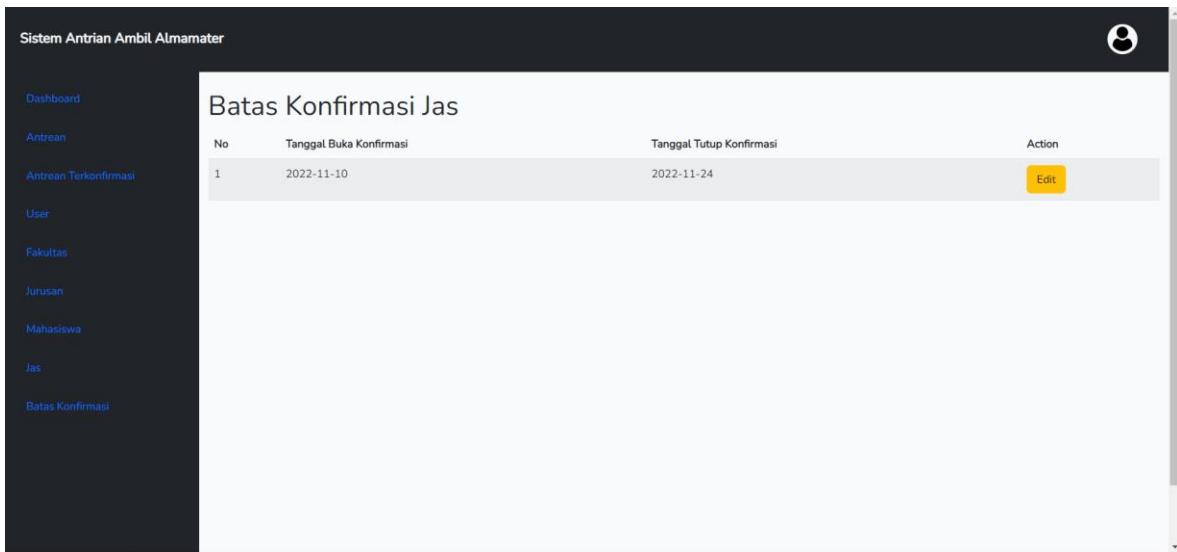 Sistem Antrian Ambil Almamater
Dashboard
Antrean
Antrean Terkonfirmasi
User
Fakultas
Jurusan
Mahasiswa
Jas
Batas Konfirmasi
Batas Konfirmasi Jas
No Tanggal Buka Konfirmasi Tanggal Tutup Konfirmasi Action
1 2022-11-10 2022-11-24 Edit